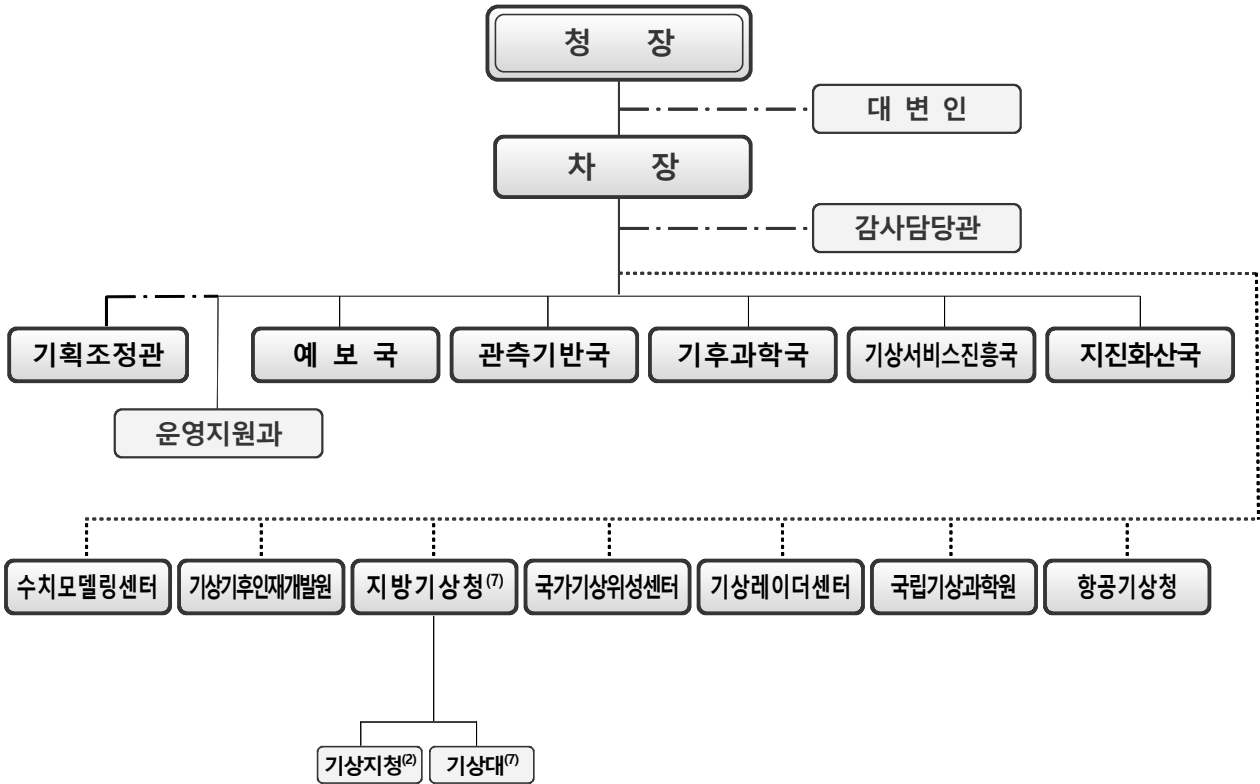 청 장
대 변 인
차 장
감사담당관
기획조정관
예 보 국
관측기반국
기후과학국
기상서비스진흥국
지진화산국
운영지원과
수치모델링센터
기상기후인재개발원
지방기상청(7)
국가기상위성센터
기상레이더센터
국립기상과학원
항공기상청
기상지청(2)
기상대(7)